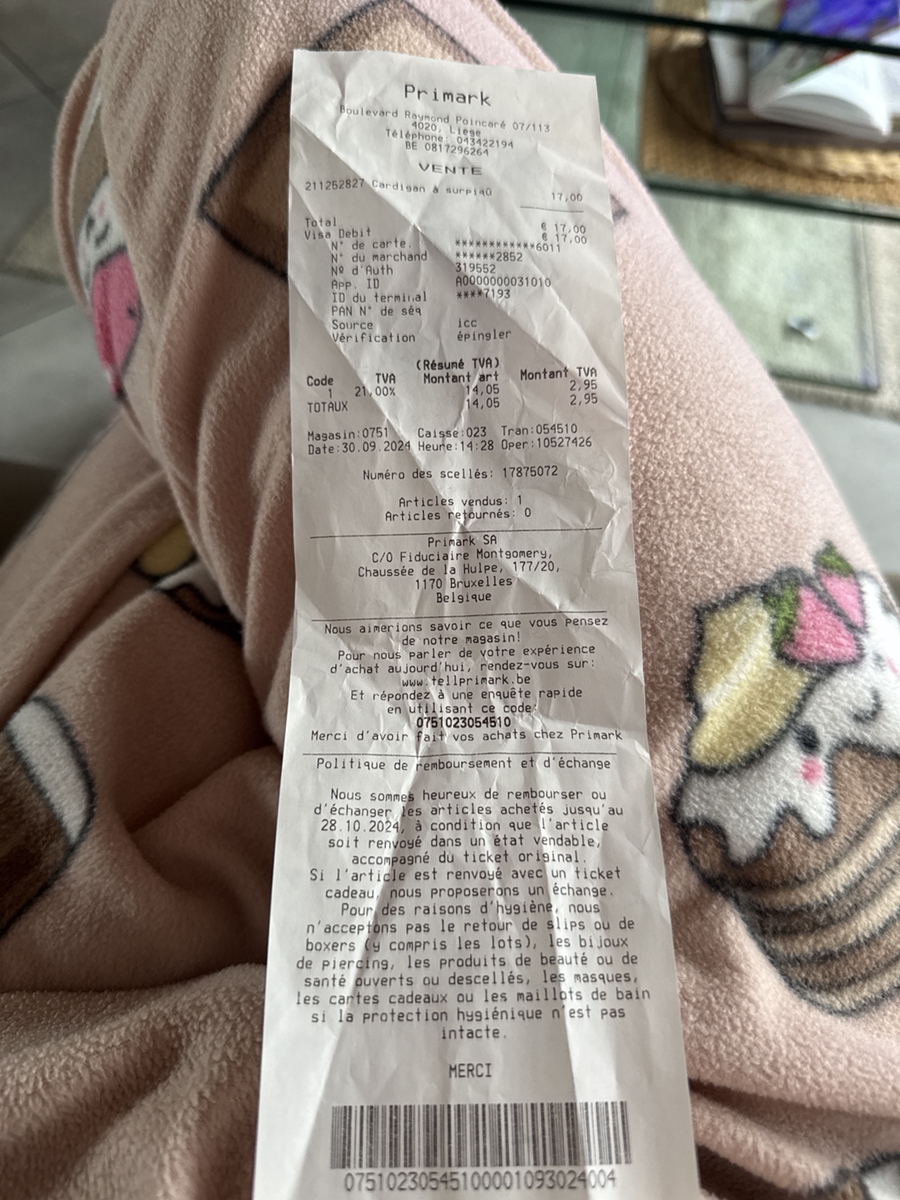 Primark
Boulevard Raymond Poincaré 07/113
4020, Liege
Téléphone: 043422194
BE 0817296264
VENTE
211252827 Cardigan à surpiqû 17,00
Total € 17,00
Visa Debit € 17,00
N° de carte. ************6011
N° du marchand ******2852
Nº d'Auth 319552
App. ID A0000000031010
ID du terminal ****7193
PAN N° de séq
Source icc
Vérification épingler
(Résumé TVA)
Code TVA Montant art Montant TVA
1 21,00% 14,05 2,95
TOTAUX 14,05 2,95
Magasin:0751 Caisse:023 Tran:054510
Date:30.09.2024 Heure:14:28 Oper:10527426
Numéro des scellés: 17875072
Articles vendus: 1
Articles retournés: 0
Primark SA
C/O Fiduciaire Montgomery,
Chaussée de la Hulpe, 177/20,
1170 Bruxelles
Belgique
Nous aimerions savoir ce que vous pensez
de notre magasin!
Pour nous parler de votre expérience
d'achat aujourd'hui, rendez-vous sur:
www.tellprimark.be
Et répondez à une enquête rapide
en utilisant ce code:
0751023054510
Merci d'avoir fait vos achats chez Primark
Politique de remboursement et d'échange
Nous sommes heureux de rembourser ou
d'échanger les articles achetés jusqu'au
28.10.2024, à condition que l'article
soit renvoyé dans un état vendable,
accompagné du ticket original.
Si l'article est renvoyé avec un ticket
cadeau, nous proposerons un échange.
Pour des raisons d'hygiène, nous
n'acceptons pas le retour de slips ou de
boxers (y compris les lots), les bijoux
de piercing, les produits de beauté ou de
santé ouverts ou descellés, les masques,
les cartes cadeaux ou les maillots de bain
si la protection hygiénique n'est pas
intacte.
MERCI
07510230545100001093024004